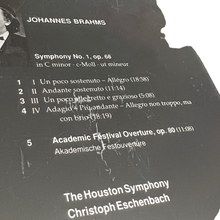 JOHANNES BRAHMS
Symphony No. 1, op. 68
in C minor · c-Moll · ut mineur
1 I Un poco sostenuto – Allegro (18:58)
2 II Andante sostenuto (11:14)
3 III Un poco allegretto e grazioso (5:08)
4 IV Adagio – Più andante – Allegro non troppo, ma
con brio (18:19)
5 Academic Festival Overture, op. 80 (11:08)
Akademische Festouvertüre
The Houston Symphony
Christoph Eschenbach